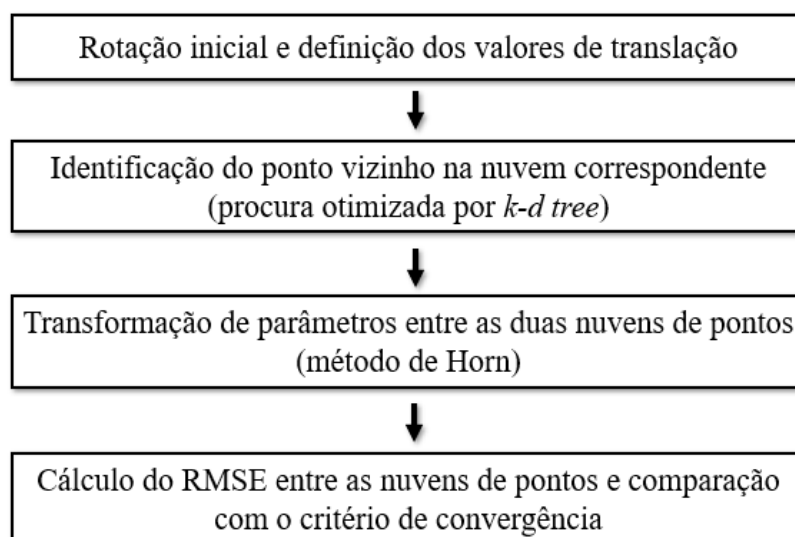 Rotação inicial e definição dos valores de translação
Identificação do ponto vizinho na nuvem correspondente
(procura otimizada por k-d tree)
Transformação de parâmetros entre as duas nuvens de pontos
(método de Horn)
Cálculo do RMSE entre as nuvens de pontos e comparação
com o critério de convergência